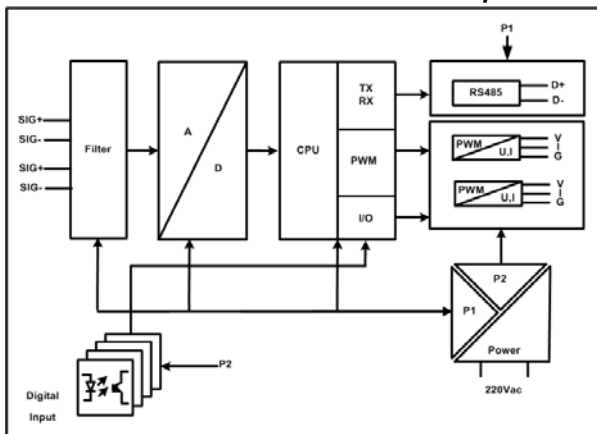 P1
SIG+
SIG-
SIG+
SIG-
Filter
A
D
CPU
TX
RX
PWM
I/O
RS485
D+
D-
PWM
U,I
V
I
G
PWM
U,I
V
I
G
P2
P1
Power
220Vac
P2
Digital
Input